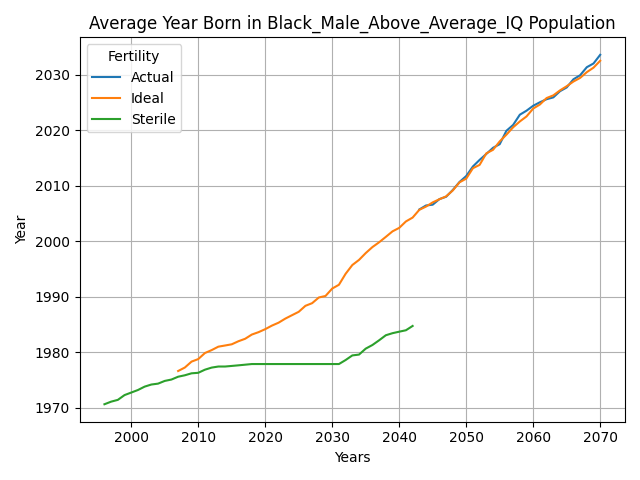 Average Year Born in Black_Male_Above_Average_IQ Population
Fertility
Actual
Ideal
Sterile
Year
2030
2020
2010
2000
1990
1980
1970
2000 2010 2020 2030 2040 2050 2060 2070
Years